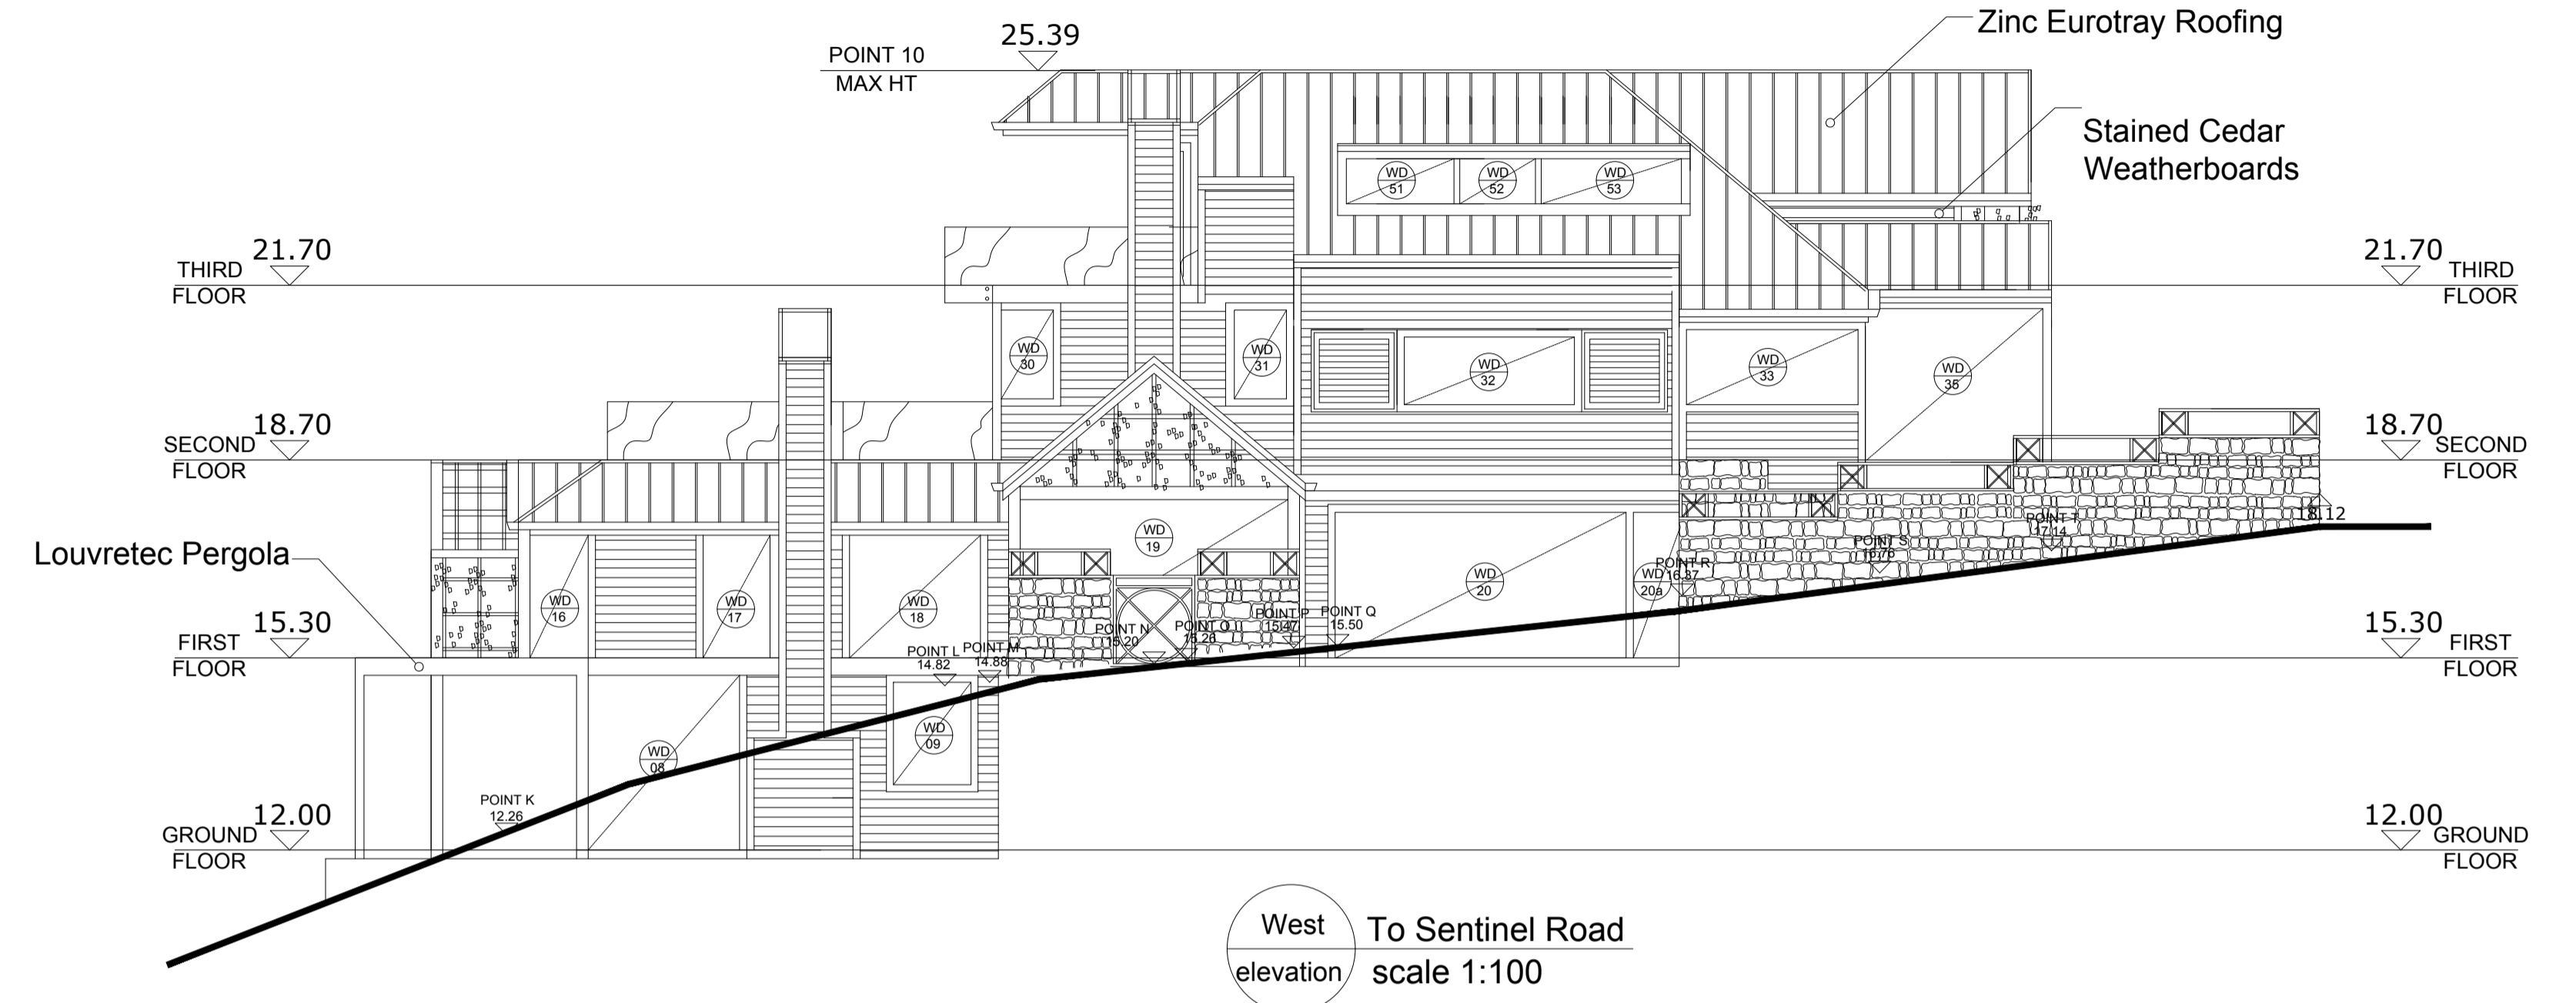 Zinc Eurotray Roofing
25.39
POINT 10
MAX HT
Stained Cedar
Weatherboards
WD
51
WD
52
WD
53
21.70
THIRD
FLOOR
21.70
THIRD
FLOOR
WD
30
WD
31
WD
32
WD
33
WD
35
18.70
SECOND
FLOOR
18.70
SECOND
FLOOR
18.12
POINT T
17.14
POINT S
16.76
POINT R
16.37
WD
19
Louvretec Pergola
WD
20
WD
20a
WD
16
WD
17
WD
18
POINT P
15.47
POINT Q
15.50
POINT N
15.20
POINT O
15.26
15.30
FIRST
FLOOR
15.30
FIRST
FLOOR
POINT L
14.82
POINT M
14.88
WD
09
WD
08
POINT K
12.26
12.00
GROUND
FLOOR
12.00
GROUND
FLOOR
West
elevation
To Sentinel Road
scale 1:100